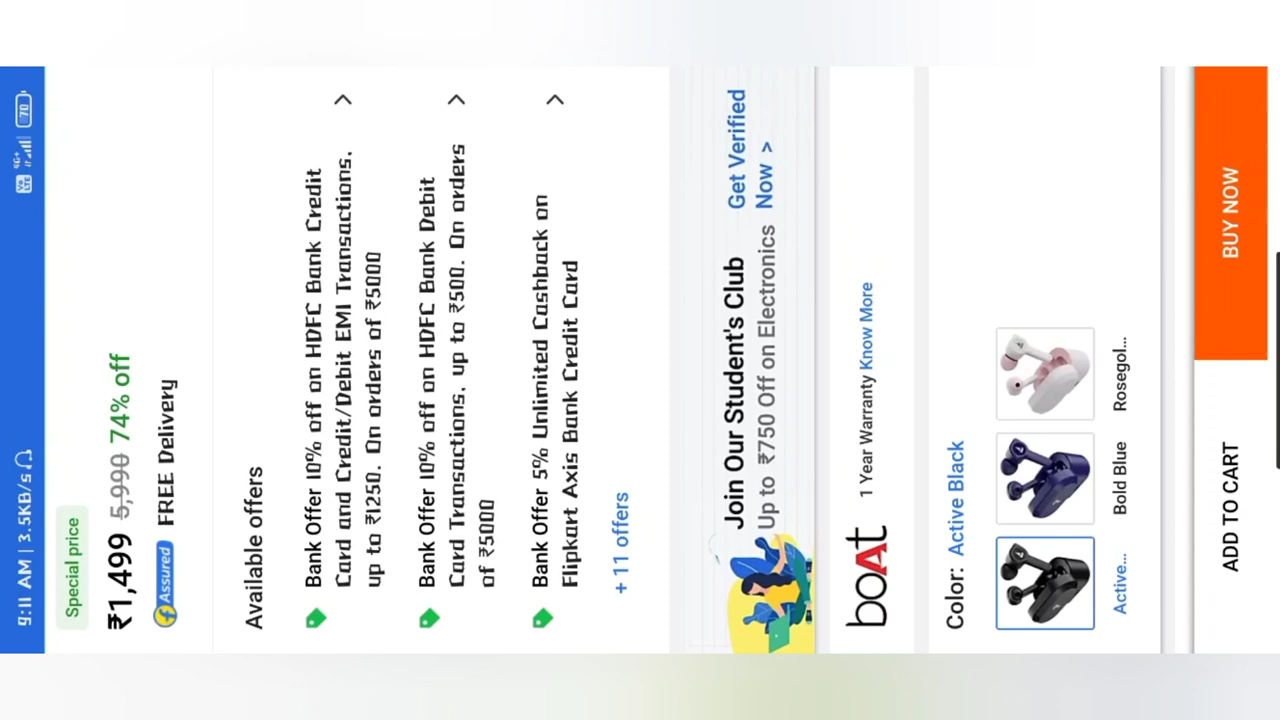 9:11 AM | 3.5KB/s
Vo LTE 4G+ 70
Special price
₹1,499 5,990 74% off
f Assured FREE Delivery
Available offers
Bank Offer 10% off on HDFC Bank Credit
Card and Credit/Debit EMI Transactions,
up to ₹1250. On orders of ₹5000
Bank Offer 10% off on HDFC Bank Debit
Card Transactions, up to ₹500. On orders
of ₹5000
Bank Offer 5% Unlimited Cashback on
Flipkart Axis Bank Credit Card
+ 11 offers
Join Our Student's Club
Up to ₹750 Off on Electronics
Get Verified
Now >
boAt 1 Year Warranty Know More
Color: Active Black
Active... Bold Blue Rosegol...
ADD TO CART BUY NOW